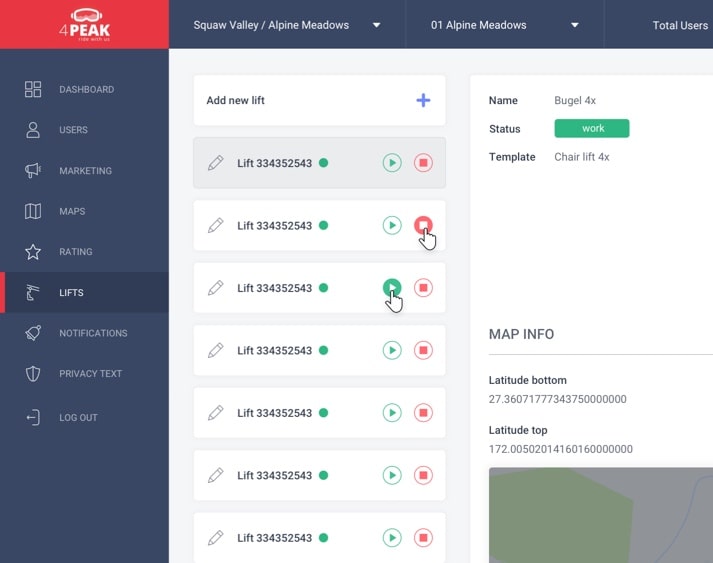 4PEAK
ride with us
Squaw Valley / Alpine Meadows
01 Alpine Meadows
Total Users
DASHBOARD
USERS
MARKETING
MAPS
RATING
LIFTS
NOTIFICATIONS
PRIVACY TEXT
LOG OUT
Add new lift
Lift 334352543
Lift 334352543
Lift 334352543
Lift 334352543
Lift 334352543
Lift 334352543
Lift 334352543
Name Bugel 4x
Status work
Template Chair lift 4x
MAP INFO
Latitude bottom
27.36071777343750000000
Latitude top
172.00502014160160000000